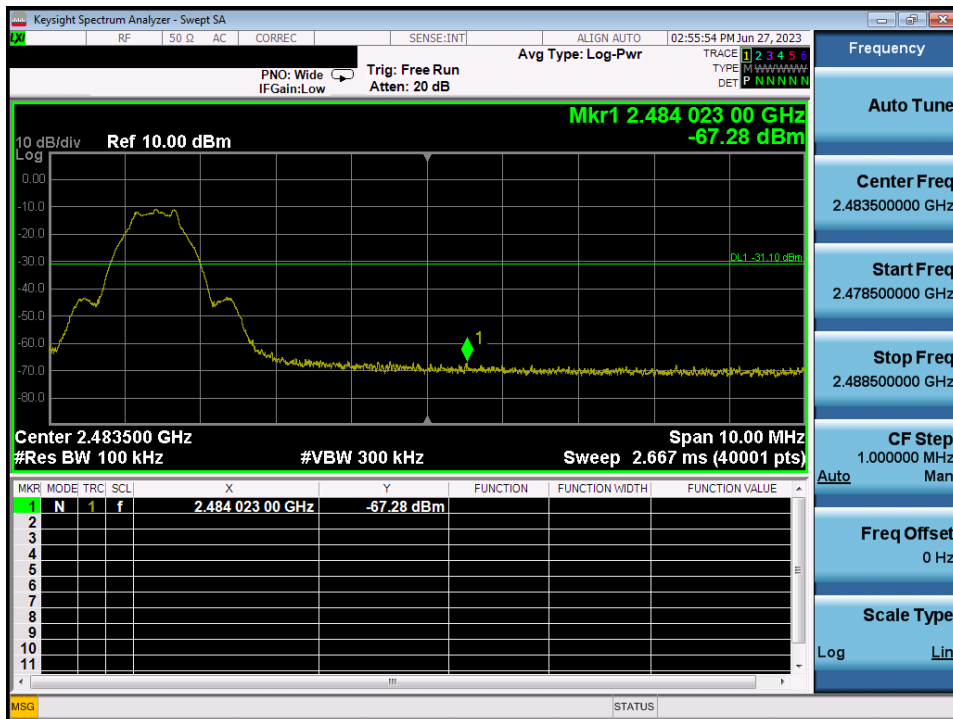 Keysight Spectrum Analyzer - Swept SA
LXI RF 50 Ω AC CORREC SENSE:INT ALIGN AUTO 02:55:54 PM Jun 27, 2023
PNO: Wide Trig: Free Run Avg Type: Log-Pwr TRACE 1 2 3 4 5 6
IFGain:Low Atten: 20 dB TYPE M WWWWW
DET P N N N N N
Mkr1 2.484 023 00 GHz
-67.28 dBm
10 dB/div Ref 10.00 dBm
Log
0.00
-10.0
-20.0
-30.0
DL1 -31.10 dBm
-40.0
-50.0
-60.0
1
-70.0
-80.0
Center 2.483500 GHz Span 10.00 MHz
#Res BW 100 kHz #VBW 300 kHz Sweep 2.667 ms (40001 pts)
MKR MODE TRC SCL X Y FUNCTION FUNCTION WIDTH FUNCTION VALUE
1 N 1 f 2.484 023 00 GHz -67.28 dBm
2
3
4
5
6
7
8
9
10
11
MSG STATUS
Frequency
Auto Tune
Center Freq
2.483500000 GHz
Start Freq
2.478500000 GHz
Stop Freq
2.488500000 GHz
CF Step
1.000000 MHz
Auto Man
Freq Offset
0 Hz
Scale Type
Log Lin